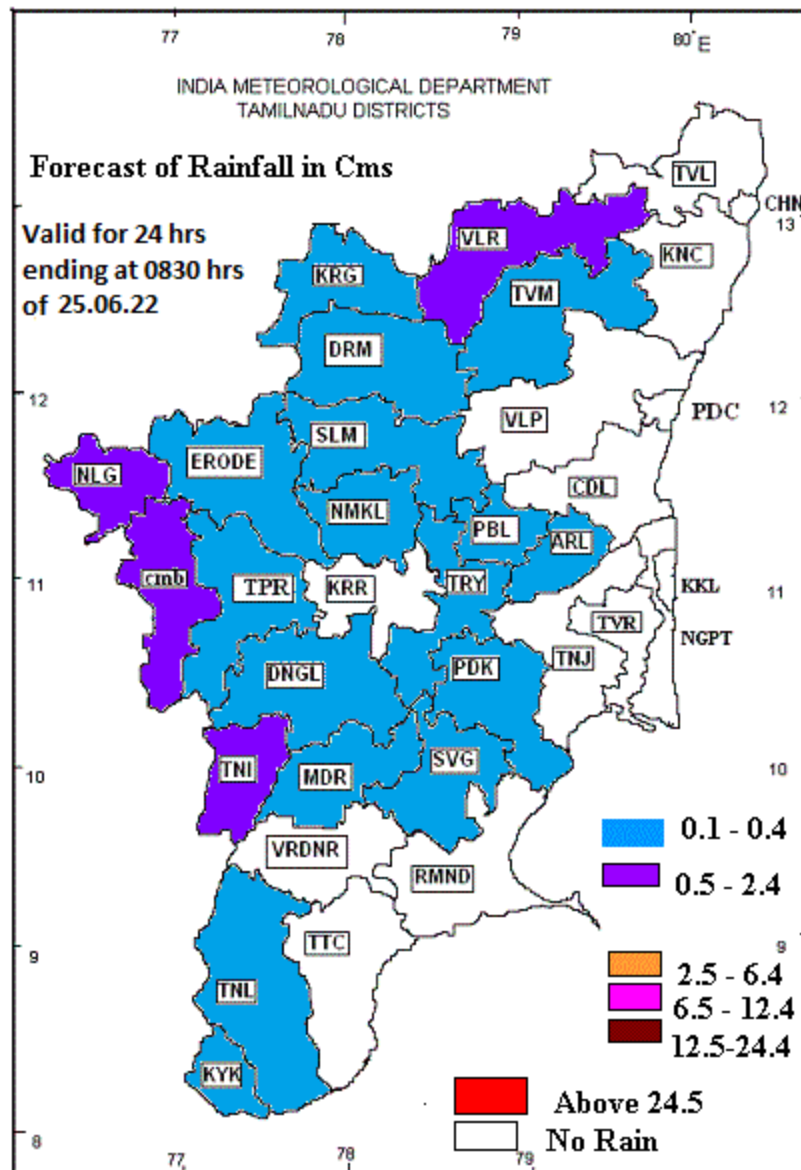 77 78 79 80°E
INDIA METEOROLOGICAL DEPARTMENT
TAMILNADU DISTRICTS
Forecast of Rainfall in Cms
TVL
CHN
13
Valid for 24 hrs
ending at 0830 hrs
of 25.06.22
VLR
KNC
KRG
TVM
DRM
12
12
PDC
VLP
SLM
ERODE
NLG
CDL
NMKL
PBL
ARL
11
cmb
TPR
KRR
TRY
KKL
11
TVR
NGPT
DNGL
PDK
TNJ
10
TNI
MDR
SVG
10
0.1 - 0.4
VRDNR
RMND
0.5 - 2.4
9
TTC
9
2.5 - 6.4
TNL
6.5 - 12.4
12.5-24.4
KYK
Above 24.5
8
No Rain
77 78 79